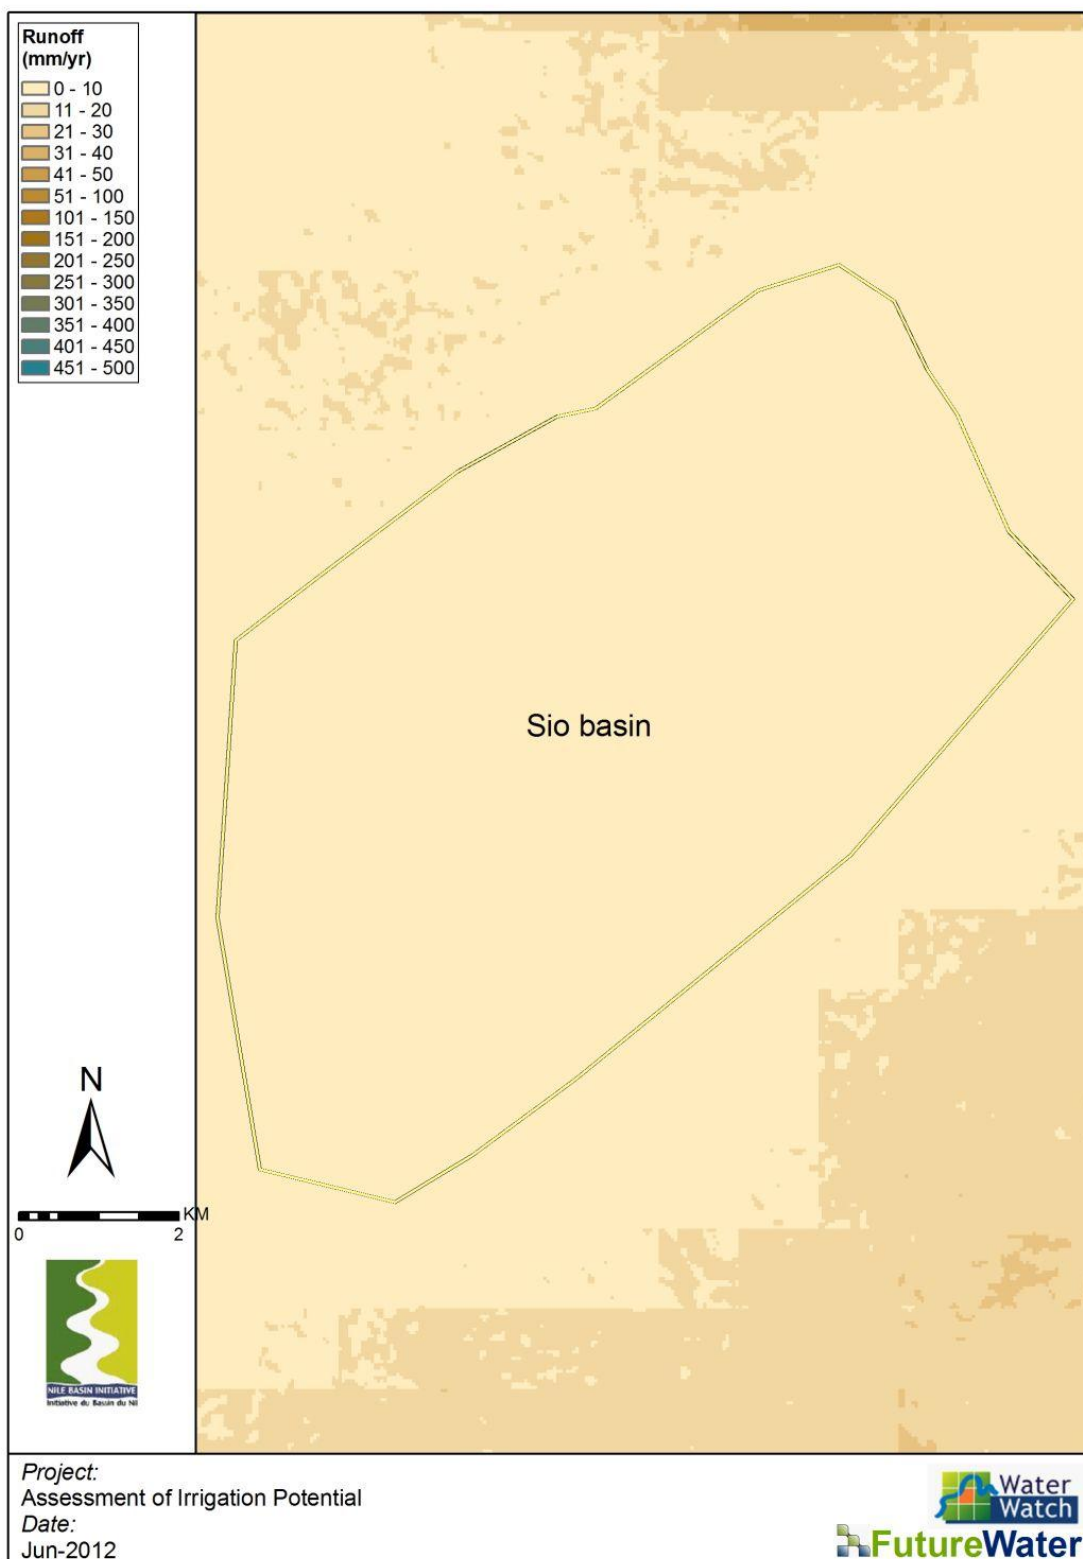 Runoff
(mm/yr)
0 - 10
11 - 20
21 - 30
31 - 40
41 - 50
51 - 100
101 - 150
151 - 200
201 - 250
251 - 300
301 - 350
351 - 400
401 - 450
451 - 500
Sio basin
N
KM
0 2
NILE BASIN INITIATIVE
Initiative du Bassin du Nil
Project:
Assessment of Irrigation Potential
Date:
Jun-2012
Water
Watch
FutureWater